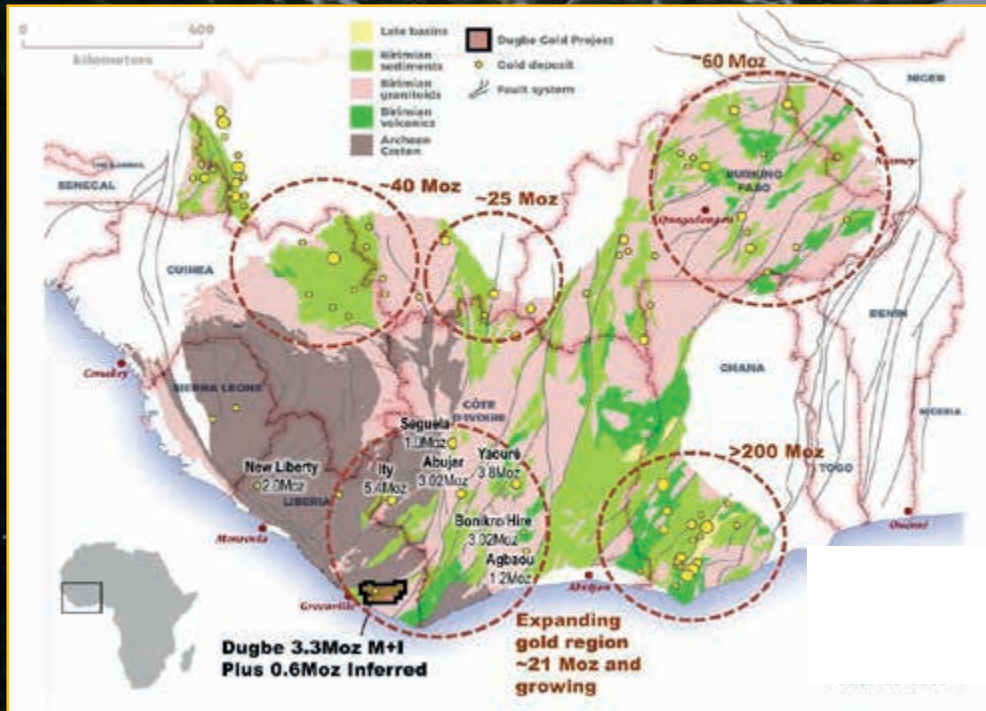 0 400
kilometers
Late basins
Birimian
sediments
Birimian
granitoids
Birimian
volcanics
Archean
Craton
Dugbe Gold Project
Gold deposit
Fault system
~60 Moz
NIGER
Niamey
BURKINA
FASO
Ouagadougou
SENEGAL
~40 Moz
~25 Moz
GUINEA
BENIN
Conakry
SIERRA LEONE
GHANA
CÔTE
D'IVOIRE
NIGERIA
Seguela
1.0Moz
Abujar
3.02Moz
Yaoure
3.8Moz
>200 Moz
TOGO
New Liberty
2.0Moz
Ity
5.4Moz
LIBERIA
Bonikro/Hire
3.02Moz
Agbaou
1.2Moz
Monrovia
Abidjan
Greenville
Dugbe 3.3Moz M+I
Plus 0.6Moz Inferred
Expanding
gold region
~21 Moz and
growing